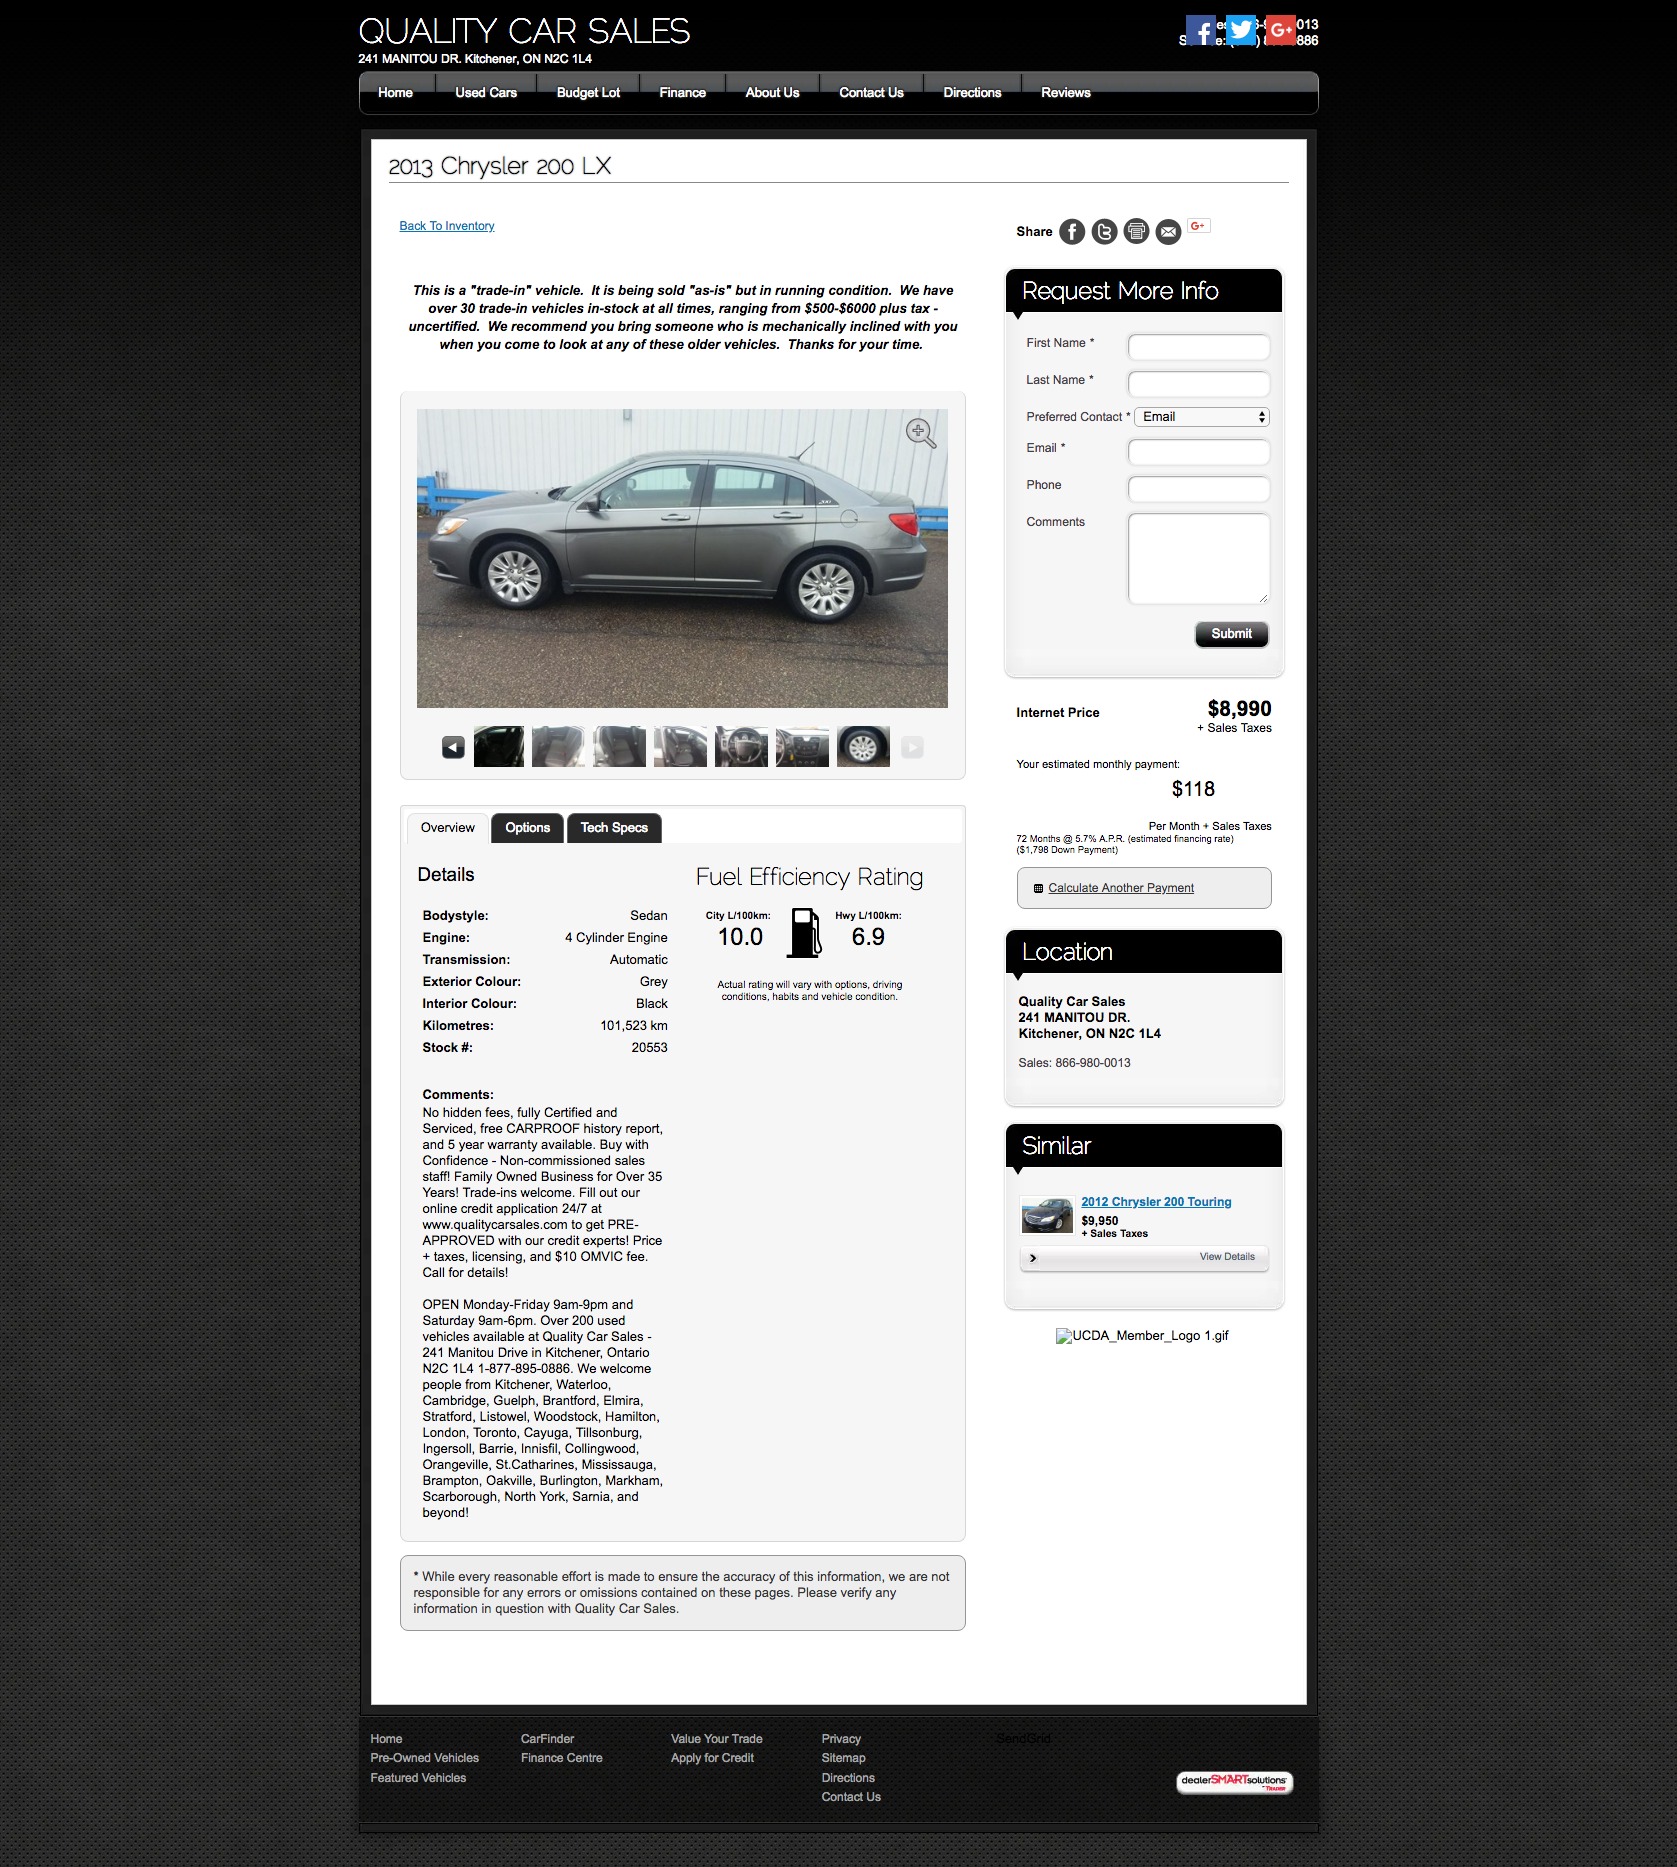 QUALITY CAR SALES
241 MANITOU DR. Kitchener, ON N2C 1L4
013
886
Home
Used Cars
Budget Lot
Finance
About Us
Contact Us
Directions
Reviews
2013 Chrysler 200 LX
Back To Inventory
This is a "trade-in" vehicle. It is being sold "as-is" but in running condition. We have
over 30 trade-in vehicles in-stock at all times, ranging from $500-$6000 plus tax -
uncertified. We recommend you bring someone who is mechanically inclined with you
when you come to look at any of these older vehicles. Thanks for your time.
Overview
Options
Tech Specs
Details
Bodystyle: Sedan
Engine: 4 Cylinder Engine
Transmission: Automatic
Exterior Colour: Grey
Interior Colour: Black
Kilometres: 101,523 km
Stock #: 20553
Fuel Efficiency Rating
City L/100km: Hwy L/100km:
10.0 6.9
Actual rating will vary with options, driving
conditions, habits and vehicle condition.
Comments:
No hidden fees, fully Certified and
Serviced, free CARPROOF history report,
and 5 year warranty available. Buy with
Confidence - Non-commissioned sales
staff! Family Owned Business for Over 35
Years! Trade-ins welcome. Fill out our
online credit application 24/7 at
www.qualitycarsales.com to get PRE-
APPROVED with our credit experts! Price
+ taxes, licensing, and $10 OMVIC fee.
Call for details!
OPEN Monday-Friday 9am-9pm and
Saturday 9am-6pm. Over 200 used
vehicles available at Quality Car Sales -
241 Manitou Drive in Kitchener, Ontario
N2C 1L4 1-877-895-0886. We welcome
people from Kitchener, Waterloo,
Cambridge, Guelph, Brantford, Elmira,
Stratford, Listowel, Woodstock, Hamilton,
London, Toronto, Cayuga, Tillsonburg,
Ingersoll, Barrie, Innisfil, Collingwood,
Orangeville, St.Catharines, Mississauga,
Brampton, Oakville, Burlington, Markham,
Scarborough, North York, Sarnia, and
beyond!
* While every reasonable effort is made to ensure the accuracy of this information, we are not
responsible for any errors or omissions contained on these pages. Please verify any
information in question with Quality Car Sales.
Share
G+
Request More Info
First Name *
Last Name *
Preferred Contact * Email
Email *
Phone
Comments
Submit
Internet Price $8,990
+ Sales Taxes
Your estimated monthly payment:
$118
Per Month + Sales Taxes
72 Months @ 5.7% A.P.R. (estimated financing rate)
($1,798 Down Payment)
Calculate Another Payment
Location
Quality Car Sales
241 MANITOU DR.
Kitchener, ON N2C 1L4
Sales: 866-980-0013
Similar
2012 Chrysler 200 Touring
$9,950
+ Sales Taxes
View Details
UCDA_Member_Logo 1.gif
Home
Pre-Owned Vehicles
Featured Vehicles
CarFinder
Finance Centre
Value Your Trade
Apply for Credit
Privacy
Sitemap
Directions
Contact Us
SendGrid
dealerSMARTsolutions
TRADER